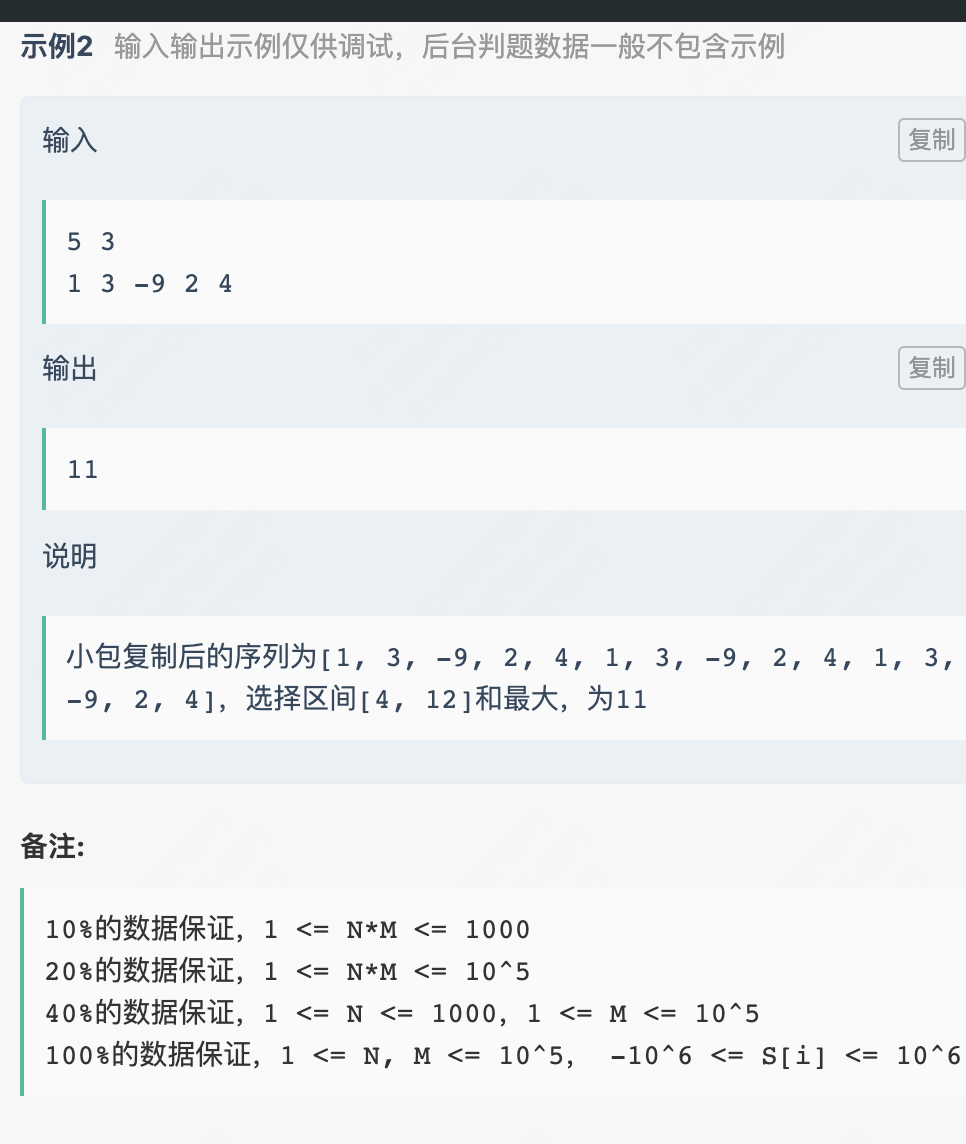 示例2 输入输出示例仅供调试，后台判题数据一般不包含示例
输入
复制
5 3
1 3 -9 2 4
输出
复制
11
说明
小包复制后的序列为[1, 3, -9, 2, 4, 1, 3, -9, 2, 4, 1, 3,
-9, 2, 4]，选择区间[4, 12]和最大，为11
备注:
10%的数据保证，1 <= N*M <= 1000
20%的数据保证，1 <= N*M <= 10^5
40%的数据保证，1 <= N <= 1000，1 <= M <= 10^5
100%的数据保证，1 <= N, M <= 10^5， -10^6 <= S[i] <= 10^6